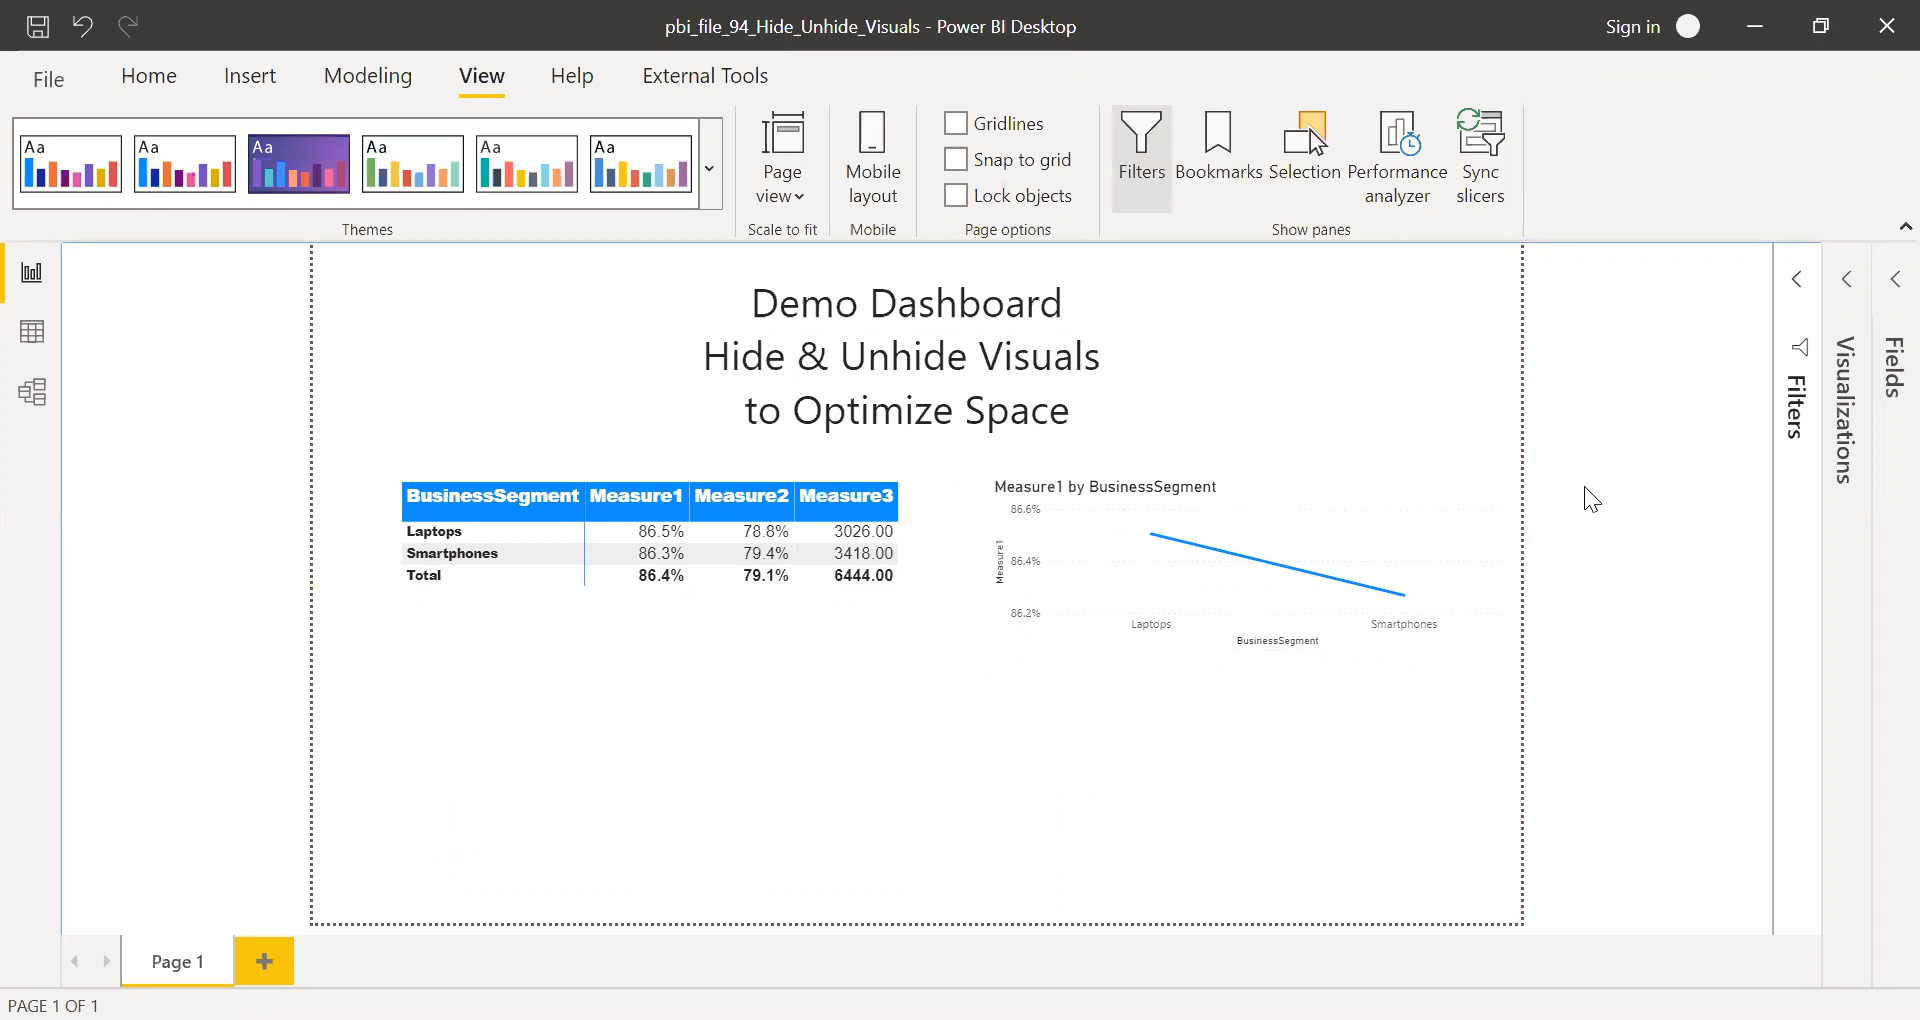 pbi_file_94_Hide_Unhide_Visuals - Power BI Desktop
Sign in
File Home Insert Modeling View Help External Tools
Aa Aa Aa Aa Aa Aa
Themes
Page
view
Scale to fit
Mobile
layout
Mobile
Gridlines
Snap to grid
Lock objects
Page options
Filters Bookmarks Selection Performance
analyzer
Sync
slicers
Show panes
Demo Dashboard
Hide & Unhide Visuals
to Optimize Space
BusinessSegment Measure1 Measure2 Measure3
Laptops 86.5% 78.8% 3026.00
Smartphones 86.3% 79.4% 3418.00
Total 86.4% 79.1% 6444.00
Measure1 by BusinessSegment
86.6%
86.4%
86.2%
Measure1
Laptops Smartphones
BusinessSegment
Filters
Visualizations
Fields
Page 1
PAGE 1 OF 1